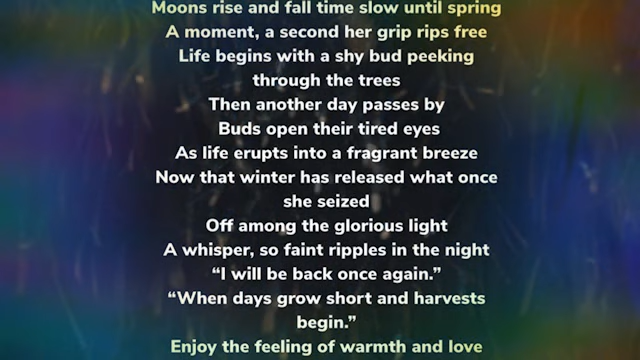 Moons rise and fall time slow until spring
A moment, a second her grip rips free
Life begins with a shy bud peeking
through the trees
Then another day passes by
Buds open their tired eyes
As life erupts into a fragrant breeze
Now that winter has released what once
she seized
Off among the glorious light
A whisper, so faint ripples in the night
“I will be back once again.”
“When days grow short and harvests
begin.”
Enjoy the feeling of warmth and love